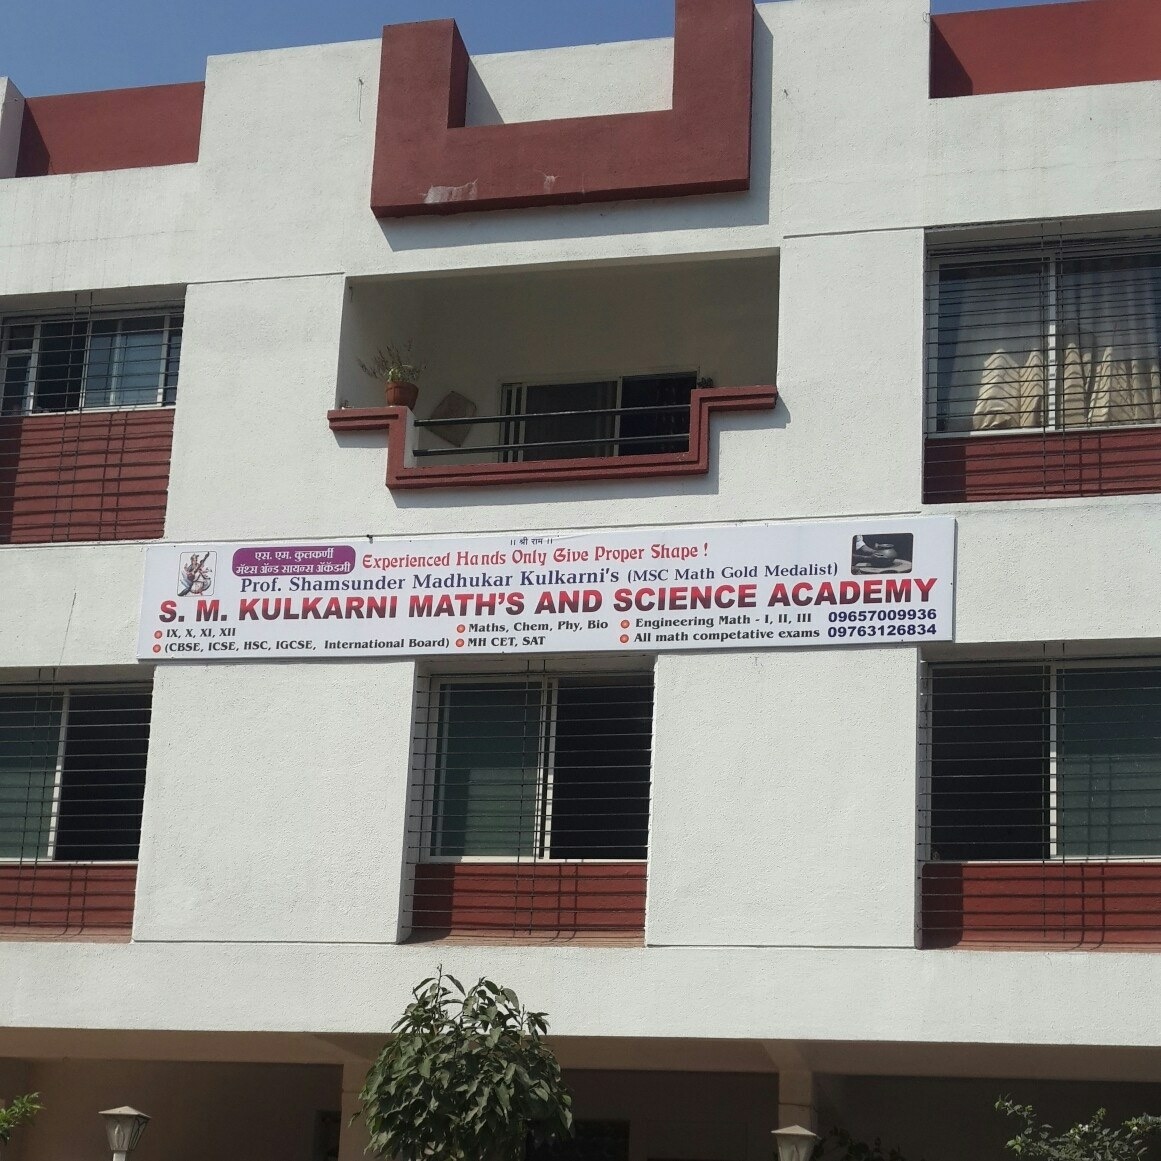 ॥ श्री राम ॥
एस. एम. कुलकर्णी
मॅथ्स ॲन्ड सायन्स ॲकॅडमी
Experienced Hands Only Give Proper Shape !
Prof. Shamsunder Madhukar Kulkarni's (MSC Math Gold Medalist)
S. M. KULKARNI MATH'S AND SCIENCE ACADEMY
IX, X, XI, XII
(CBSE, ICSE, HSC, IGCSE, International Board)
Maths, Chem, Phy, Bio
MH CET, SAT
Engineering Math - I, II, III
All math competative exams
09657009936
09763126834